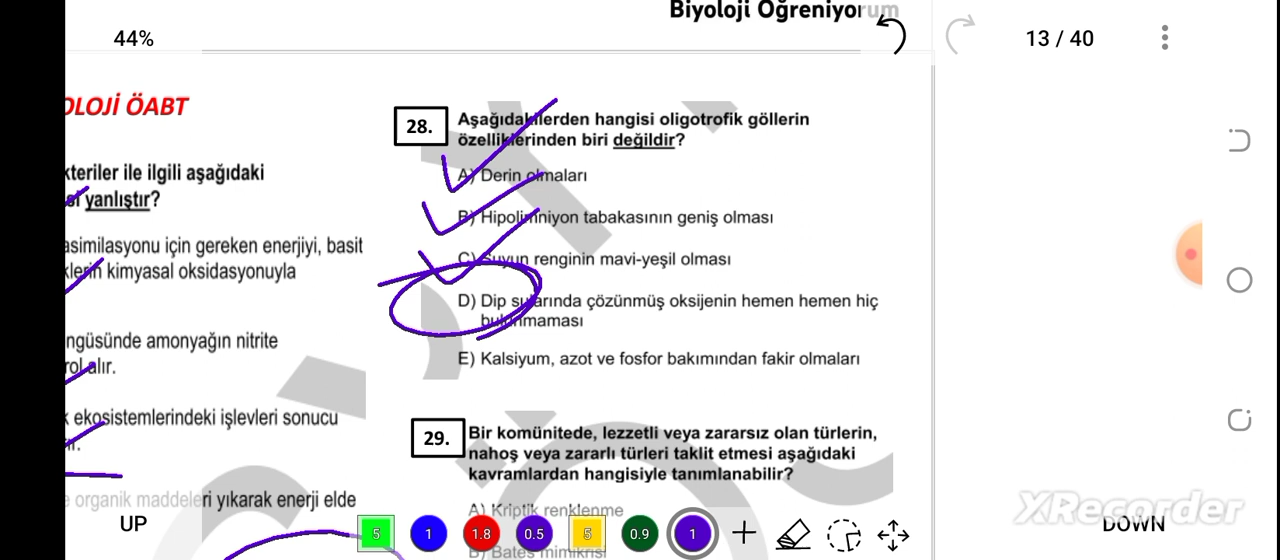 Biyoloji Öğreniyorum
44%
13 / 40
OLOJİ ÖABT
kteriler ile ilgili aşağıdaki
si yanlıştır?
asimilasyonu için gereken enerjiyi, basit
klerin kimyasal oksidasyonuyla
ngüsünde amonyağın nitrite
rol alır.
k ekosistemlerindeki işlevleri sonucu
ır.
e organik maddeleri yıkarak enerji elde
28. Aşağıdakilerden hangisi oligotrofik göllerin
özelliklerinden biri değildir?
A) Derin olmaları
B) Hipolimniyon tabakasının geniş olması
C) Suyun renginin mavi-yeşil olması
D) Dip sularında çözünmüş oksijenin hemen hemen hiç
bulunmaması
E) Kalsiyum, azot ve fosfor bakımından fakir olmaları
29. Bir komünitede, lezzetli veya zararsız olan türlerin,
nahoş veya zararlı türleri taklit etmesi aşağıdaki
kavramlardan hangisiyle tanımlanabilir?
A) Kriptik renklenme
B) Bates mimikrisi
UP
5 1 1.8 0.5 5 0.9 1
DOWN
XRecorder